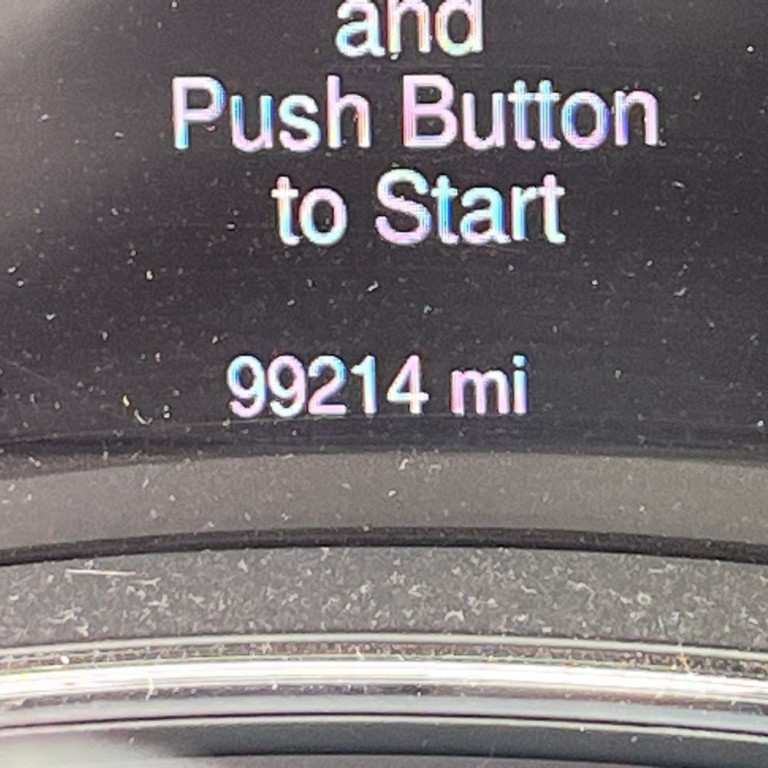 and
Push Button
to Start
99214 mi